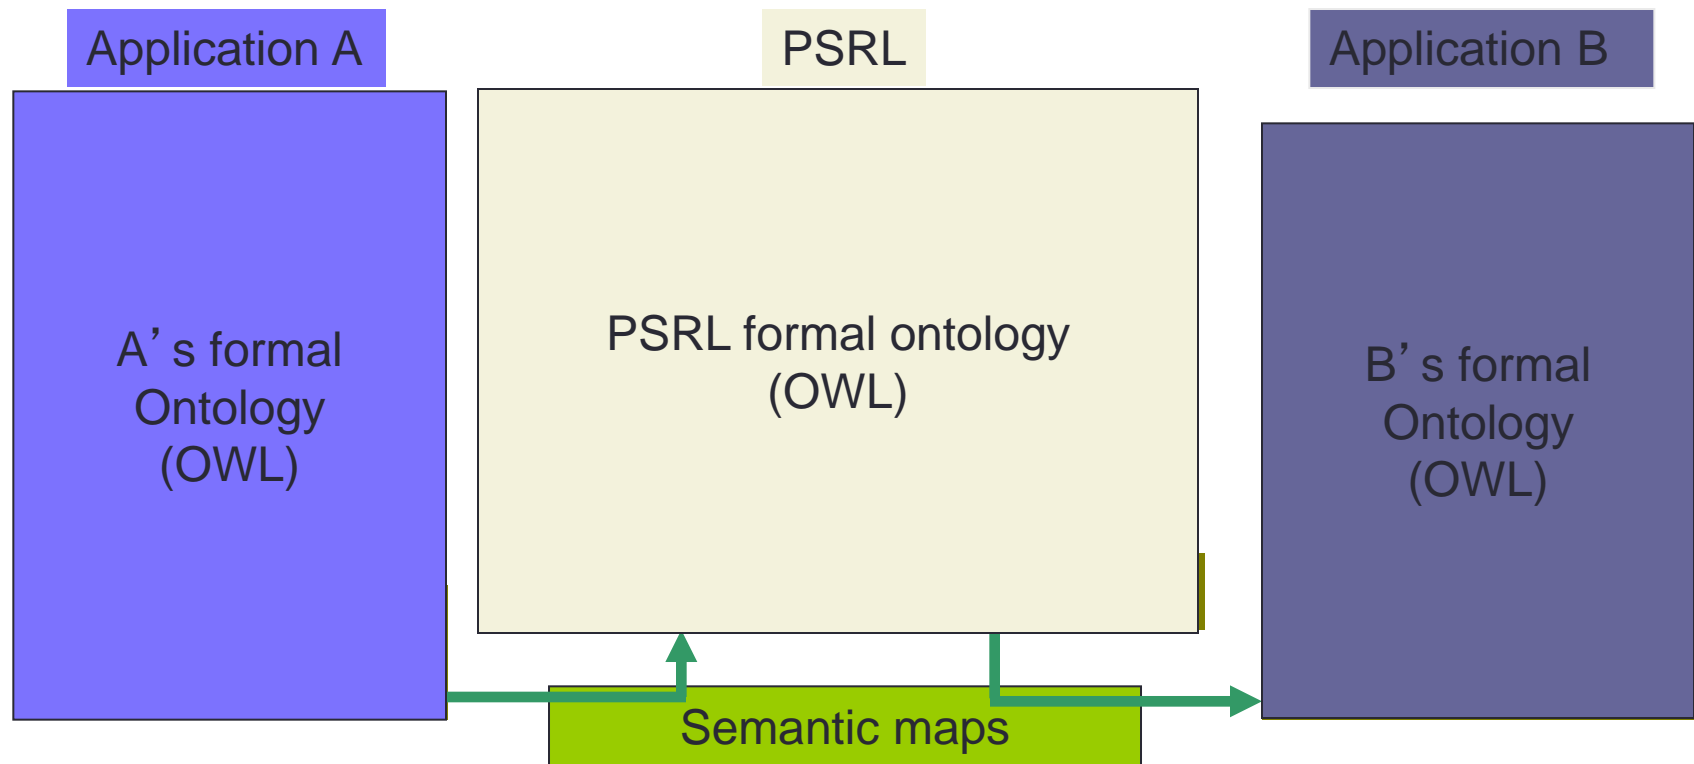 Application A
PSRL
Application B
A’s formal
Ontology
(OWL)
PSRL formal ontology
(OWL)
B’s formal
Ontology
(OWL)
Semantic maps